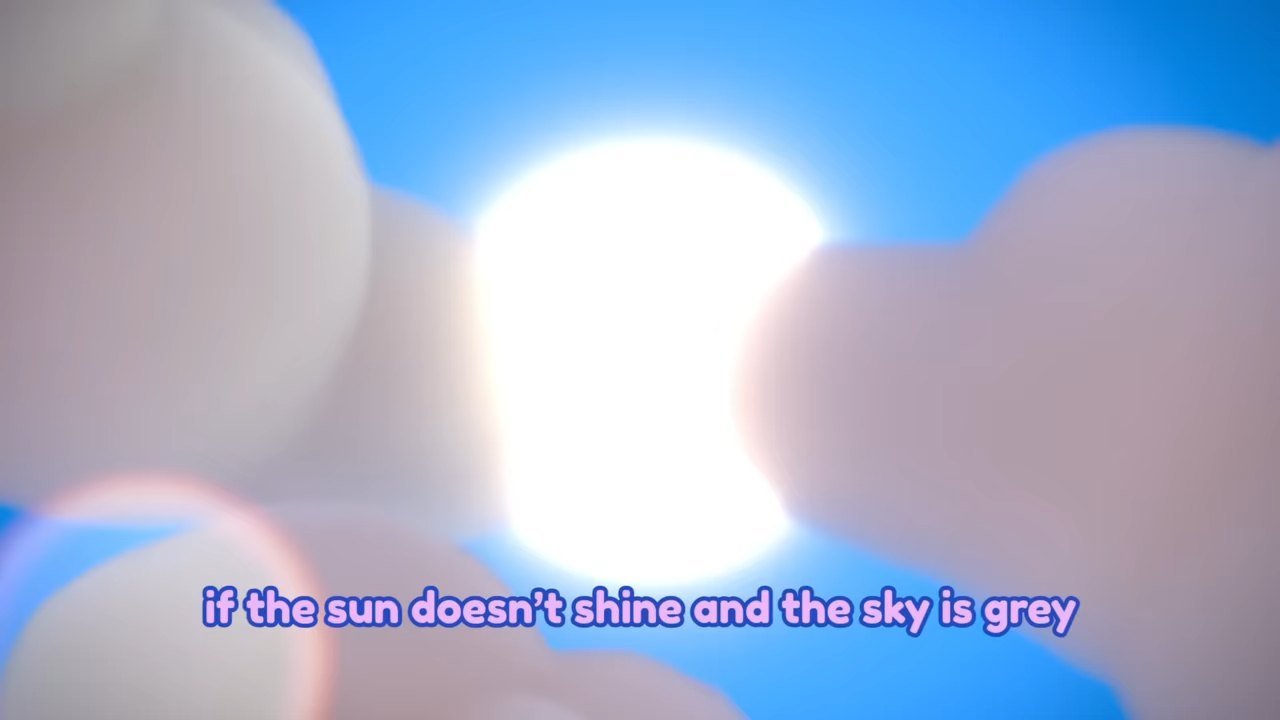 if the sun doesn’t shine and the sky is grey